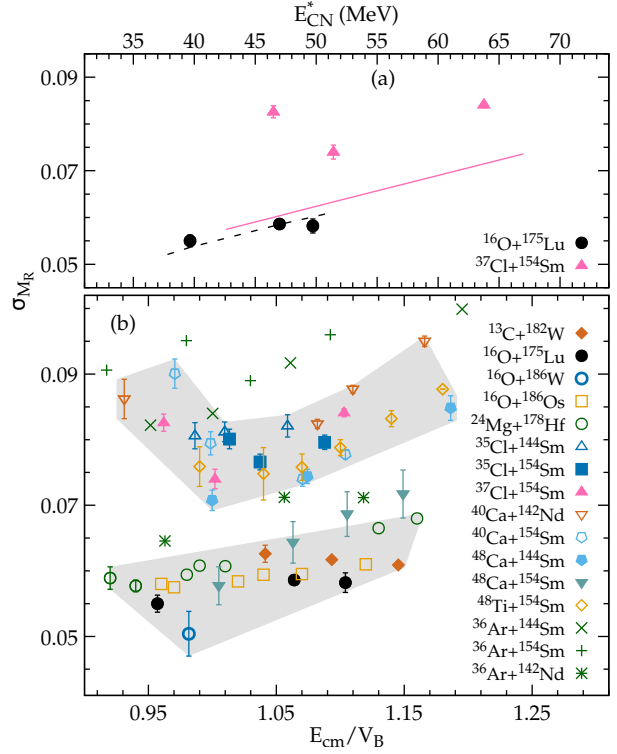 E*CN (MeV)
40 50 60 70
(a)
0.09
0.07
0.05
16O+175Lu
37Cl+154Sm
σMR
(b)
0.09
0.07
0.05
13C+182W
16O+175Lu
16O+186W
16O+186Os
24Mg+178Hf
35Cl+144Sm
35Cl+154Sm
37Cl+154Sm
40Ca+142Nd
40Ca+154Sm
48Ca+144Sm
48Ca+154Sm
48Ti+154Sm
36Ar+144Sm
36Ar+154Sm
36Ar+142Nd
0.95 1.05 1.15 1.25
Ecm/VB